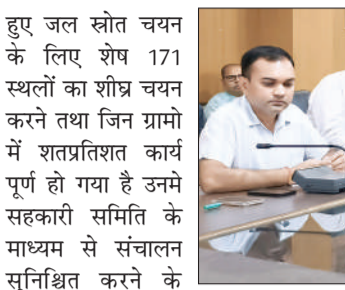 हुए जल स्रोत चयन
के लिए शेष 171
स्थलों का शीघ्र चयन
करने तथा जिन ग्रामो
में शतप्रतिशत कार्य
पूर्ण हो गया है उनमे
सहकारी समिति के
माध्यम से संचालन
सुनिश्चित करने के